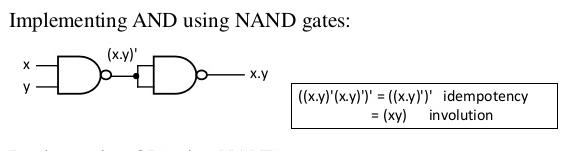 Implementing AND using NAND gates:
(x.y)'
x
y
x.y
((x.y)'(x.y)')' = ((x.y)')' idempotency
= (xy) involution